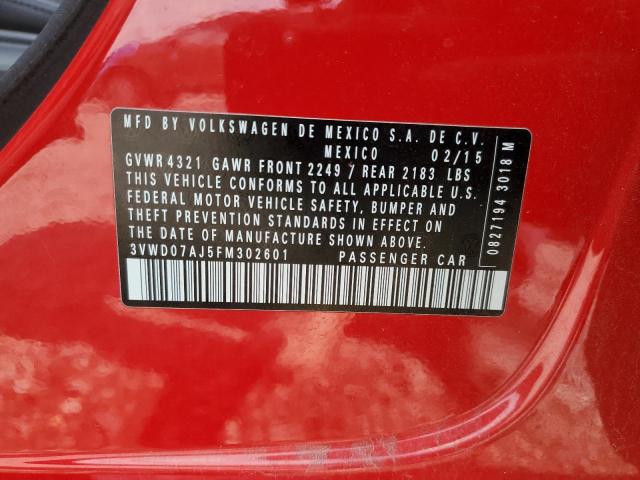 MFD BY VOLKSWAGEN DE MEXICO S.A. DE C.V.
MEXICO 02/15
GVWR 4321 GAWR FRONT 2249 7 REAR 2183 LBS
THIS VEHICLE CONFORMS TO ALL APPLICABLE U.S.
FEDERAL MOTOR VEHICLE SAFETY, BUMPER AND
THEFT PREVENTION STANDARDS IN EFFECT ON
THE DATE OF MANUFACTURE SHOWN ABOVE.
3VWD07AJ5FM302601 PASSENGER CAR
0827194 3018 M